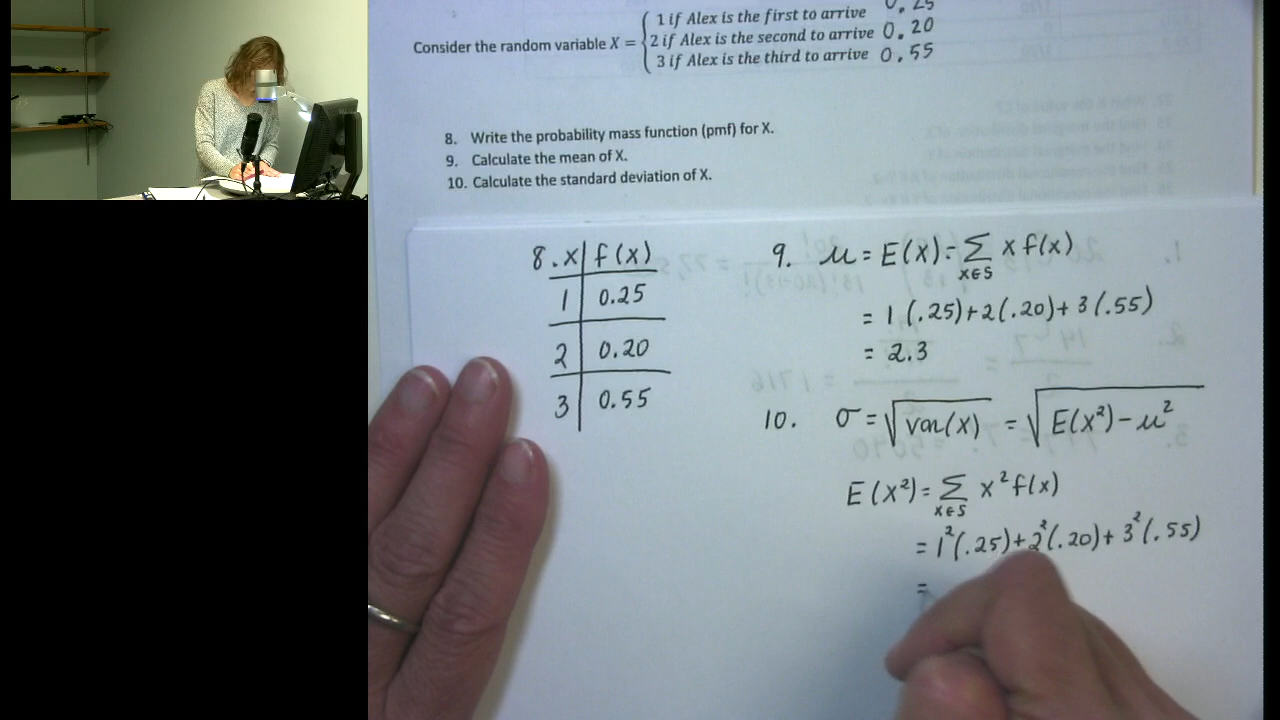 Consider the random variable X = { 1 if Alex is the first to arrive 0.25
2 if Alex is the second to arrive 0.20
3 if Alex is the third to arrive 0.55
8. Write the probability mass function (pmf) for X.
9. Calculate the mean of X.
10. Calculate the standard deviation of X.
8. x | f(x)
1 | 0.25
2 | 0.20
3 | 0.55
9. μ = E(X) = Σ x f(x)
x∈S
= 1(.25)+2(.20)+3(.55)
= 2.3
10. σ = √var(X) = √E(X²)-μ²
E(X²) = Σ x² f(x)
x∈S
= 1²(.25)+2²(.20)+3²(.55)
=